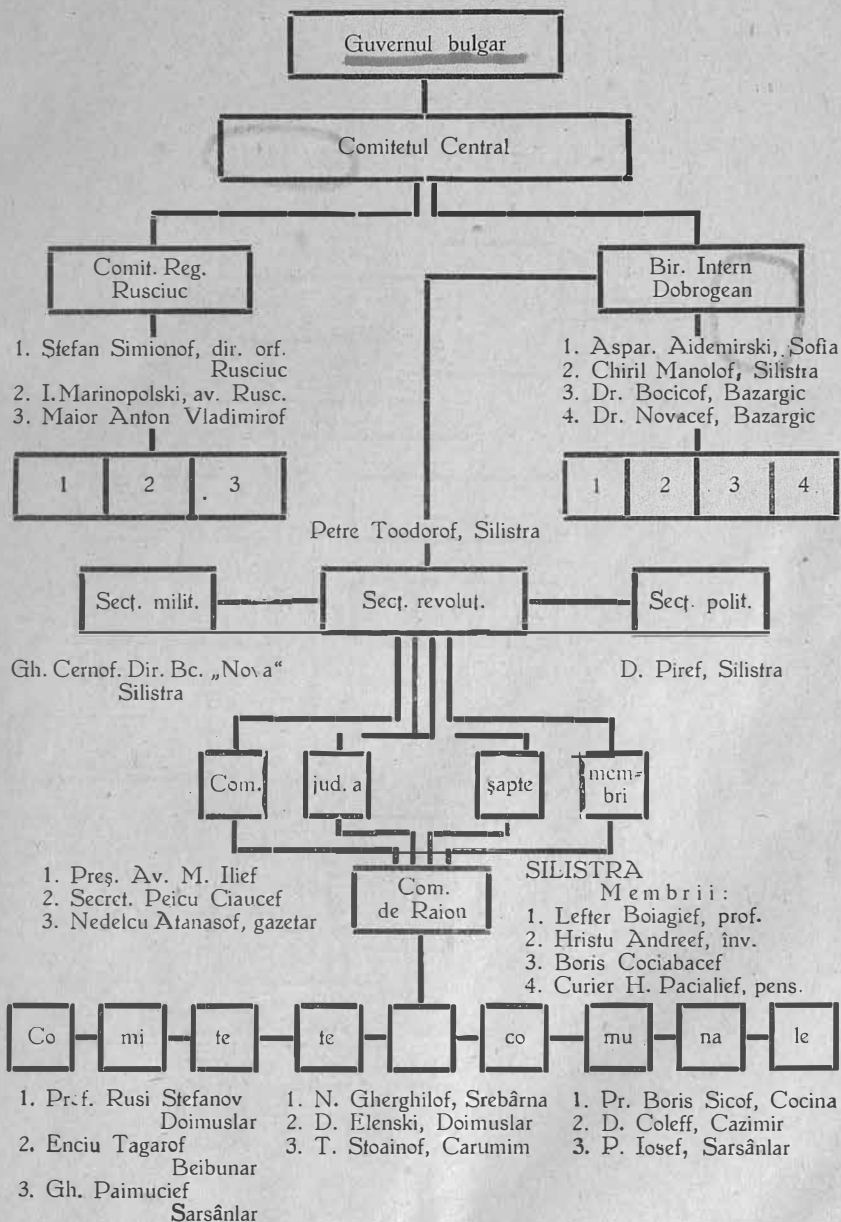 Guvernul bulgar
Comitetul Central
Comit. Reg.
Rusciuc
Bir. Intern
Dobrogean
1. Ştefan Simionof, dir. orf.
Rusciuc
2. I. Marinopolski, av. Rusc.
3. Maior Anton Vladimirof
1. Aspar. Aidemirski, Sofia
2. Chiril Manolof, Silistra
3. Dr. Bocicof, Bazargic
4. Dr. Novacef, Bazargic
1 2 3
1 2 3 4
Petre Toodorof, Silistra
Secţ. milit.
Secţ. revolut.
Secţ. polit.
Gh. Cernof. Dir. Bc. „Nova“
Silistra
D. Piref, Silistra
Com. jud. a şapte mem=
bri
1. Preş. Av. M. Ilief
2. Secret. Peicu Ciaucef
3. Nedelcu Atanasof, gazetar
Com.
de Raion
SILISTRA
Membrii:
1. Lefter Boiagief, prof.
2. Hristu Andreef, înv.
3. Boris Cociabacef
4. Curier H. Pacialief, pens.
Co mi te te co mu na le
1. Prof. Rusi Stefanov
Doimuslar
2. Enciu Tagarof
Beibunar
3. Gh. Paimucief
Sarsânlar
1. N. Gherghilof, Srebârna
2. D. Elenski, Doimuslar
3. T. Stoainof, Carumim
1. Pr. Boris Sicof, Cocina
2. D. Coleff, Cazimir
3. P. Iosef, Sarsânlar